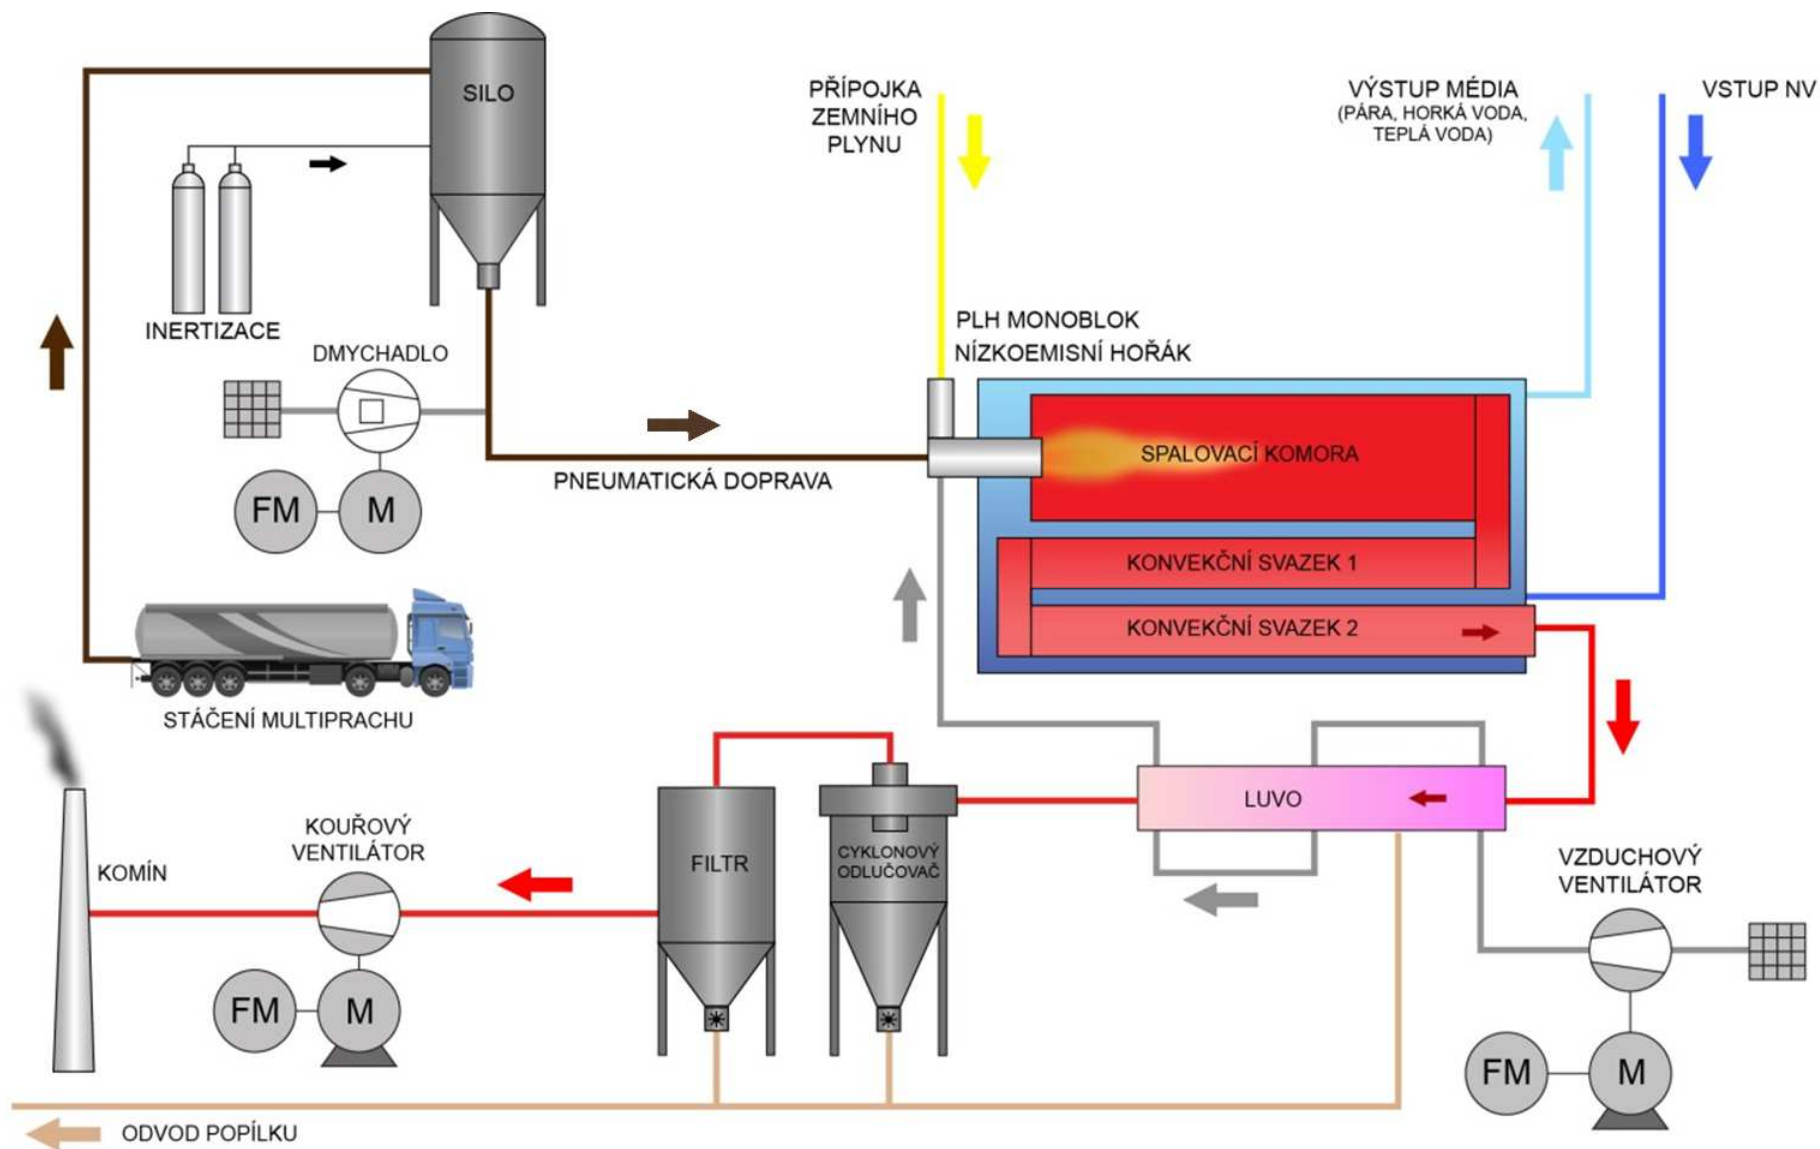 SILO
PŘÍPOJKA
ZEMNÍHO
PLYNU
VÝSTUP MÉDIA
(PÁRA, HORKÁ VODA,
TEPLÁ VODA)
VSTUP NV
INERTIZACE
DMYCHADLO
PLH MONOBLOK
NÍZKOEMISNÍ HOŘÁK
SPALOVACÍ KOMORA
PNEUMATICKÁ DOPRAVA
FM
M
KONVEKČNÍ SVAZEK 1
KONVEKČNÍ SVAZEK 2
STÁČENÍ MULTIPRACHU
LUVO
KOUŘOVÝ
VENTILÁTOR
KOMÍN
FILTR
CYKLONOVÝ
ODLUČOVAČ
VZDUCHOVÝ
VENTILÁTOR
FM
M
FM
M
ODVOD POPÍLKU